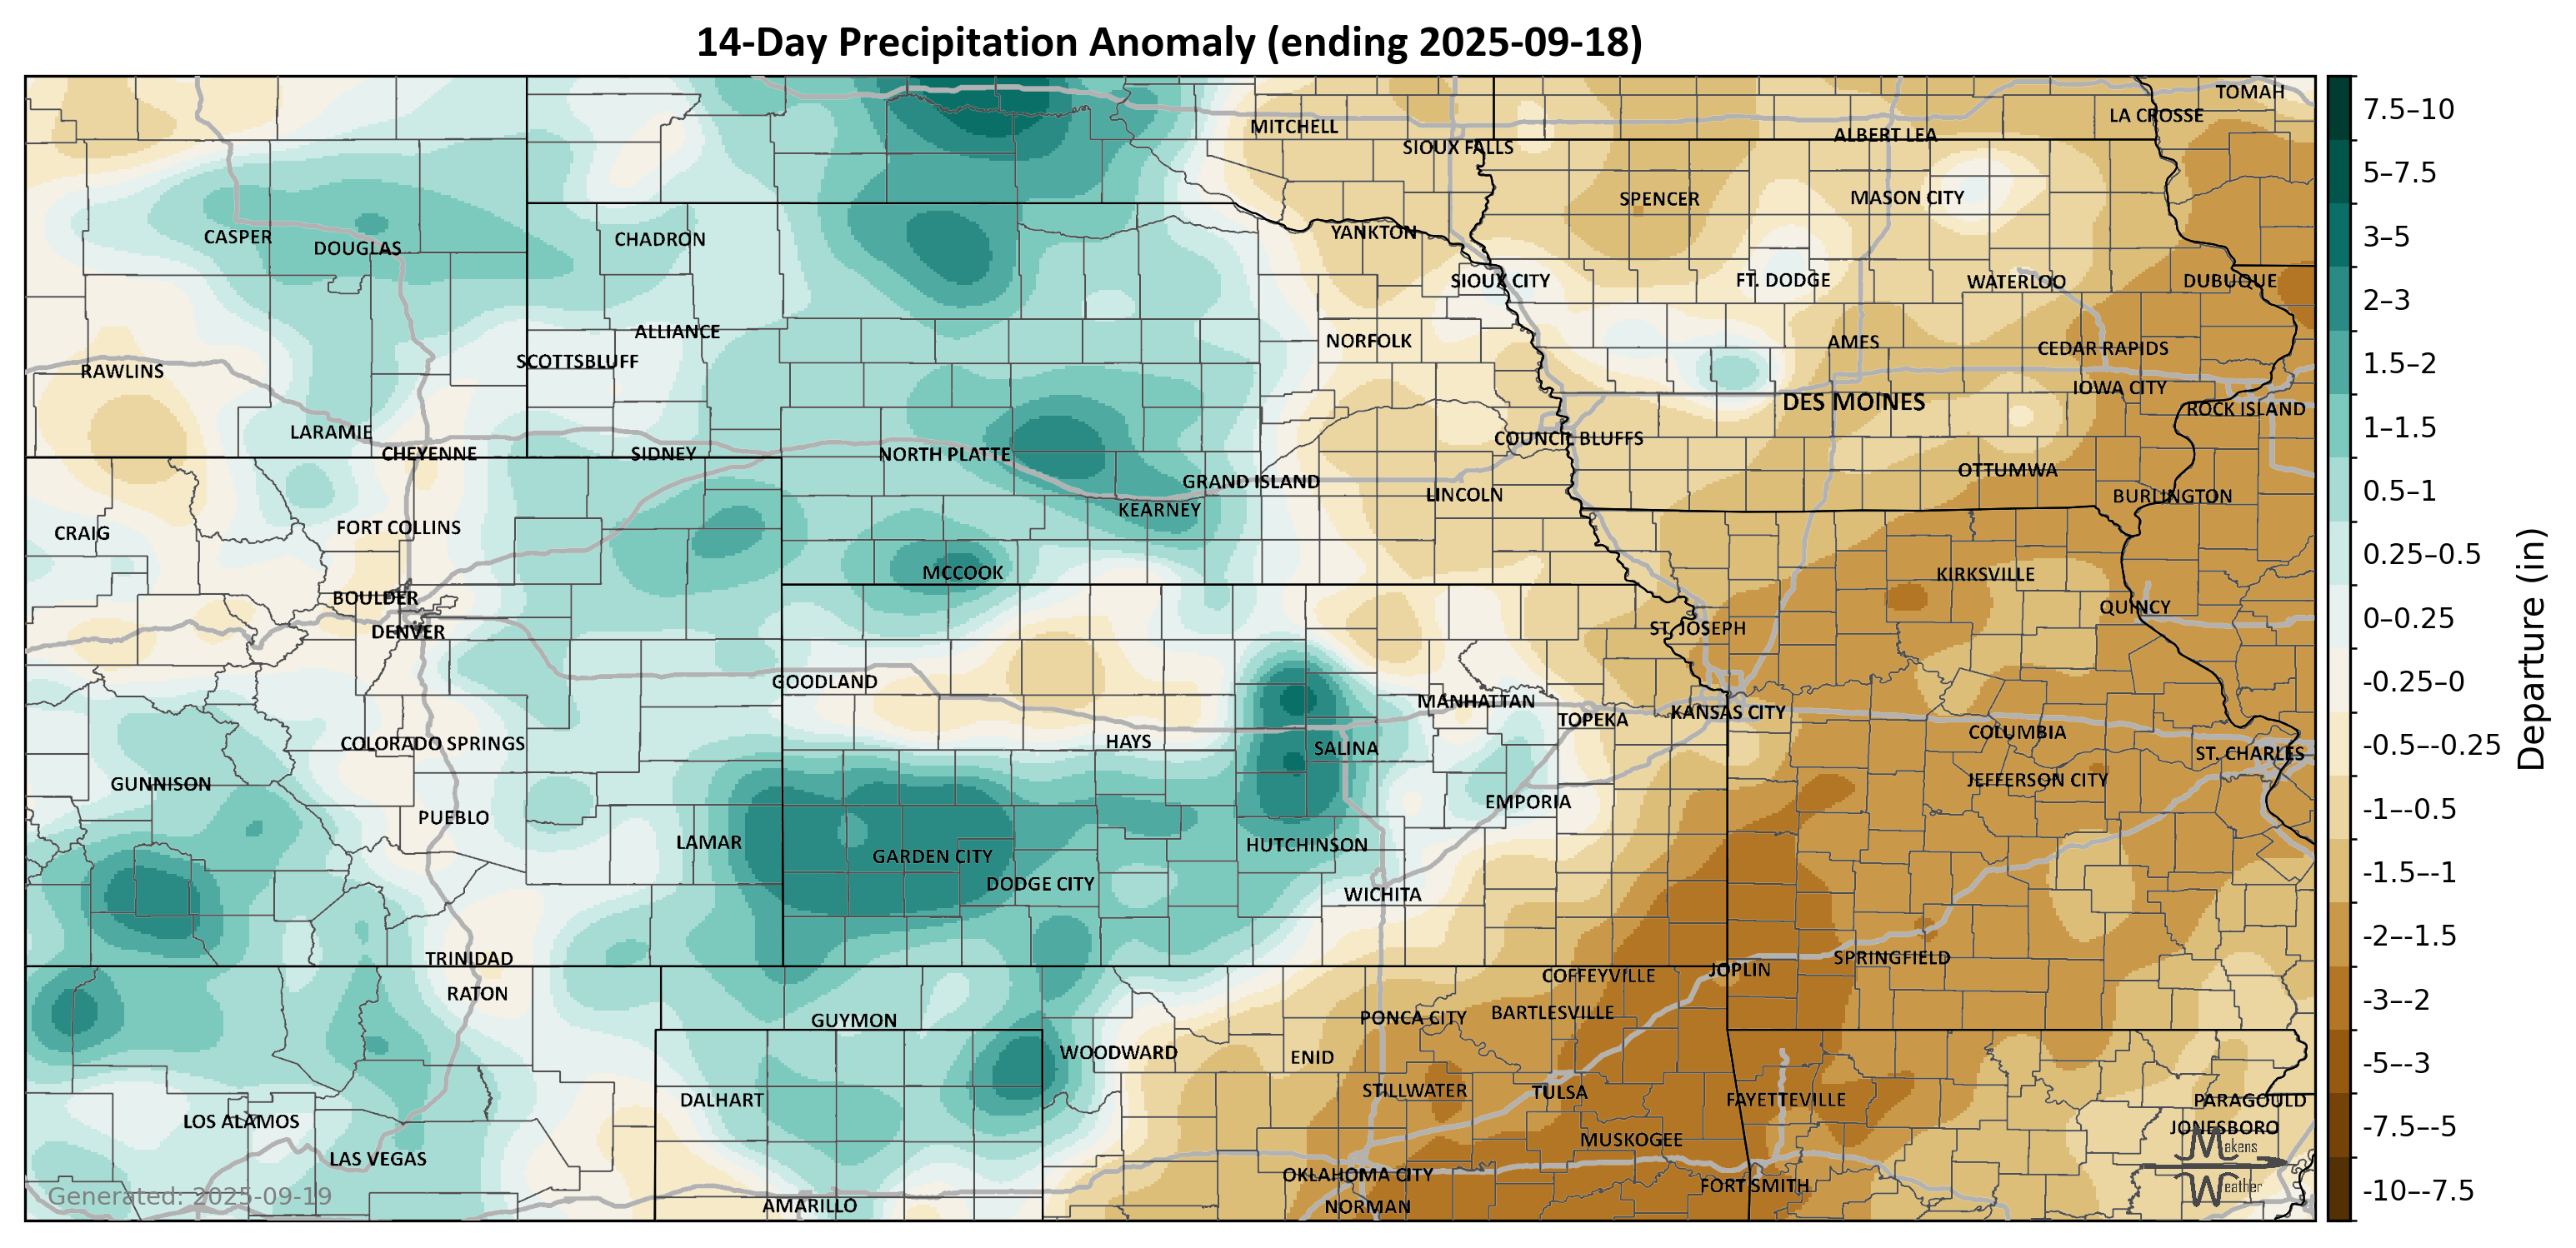 14-Day Precipitation Anomaly (ending 2025-09-18)
TOMAH
LA CROSSE
MITCHELL
ALBERT LEA
SIOUX FALLS
SPENCER
MASON CITY
CASPER
DOUGLAS
CHADRON
YANKTON
SIOUX CITY
FT. DODGE
WATERLOO
DUBUQUE
ALLIANCE
NORFOLK
AMES
CEDAR RAPIDS
SCOTTSBLUFF
RAWLINS
IOWA CITY
DES MOINES
ROCK ISLAND
LARAMIE
COUNCIL BLUFFS
CHEYENNE
SIDNEY
NORTH PLATTE
OTTUMWA
GRAND ISLAND
LINCOLN
BURLINGTON
KEARNEY
CRAIG
FORT COLLINS
MCCOOK
KIRKSVILLE
BOULDER
QUINCY
DENVER
ST. JOSEPH
GOODLAND
MANHATTAN
TOPEKA
KANSAS CITY
COLUMBIA
COLORADO SPRINGS
HAYS
SALINA
ST. CHARLES
GUNNISON
JEFFERSON CITY
EMPORIA
PUEBLO
LAMAR
HUTCHINSON
GARDEN CITY
DODGE CITY
WICHITA
TRINIDAD
SPRINGFIELD
COFFEYVILLE
JOPLIN
RATON
GUYMON
PONCA CITY
BARTLESVILLE
WOODWARD
ENID
STILLWATER
TULSA
DALHART
FAYETTEVILLE
PARAGOULD
LOS ALAMOS
JONESBORO
MUSKOGEE
LAS VEGAS
OKLAHOMA CITY
FORT SMITH
AMARILLO
NORMAN
Makens
Weather
Generated: 2025-09-19
7.5–10
5–7.5
3–5
2–3
1.5–2
1–1.5
0.5–1
0.25–0.5
0–0.25
-0.25–0
-0.5–-0.25
-1–-0.5
-1.5–-1
-2–-1.5
-3–-2
-5–-3
-7.5–-5
-10–-7.5
Departure (in)